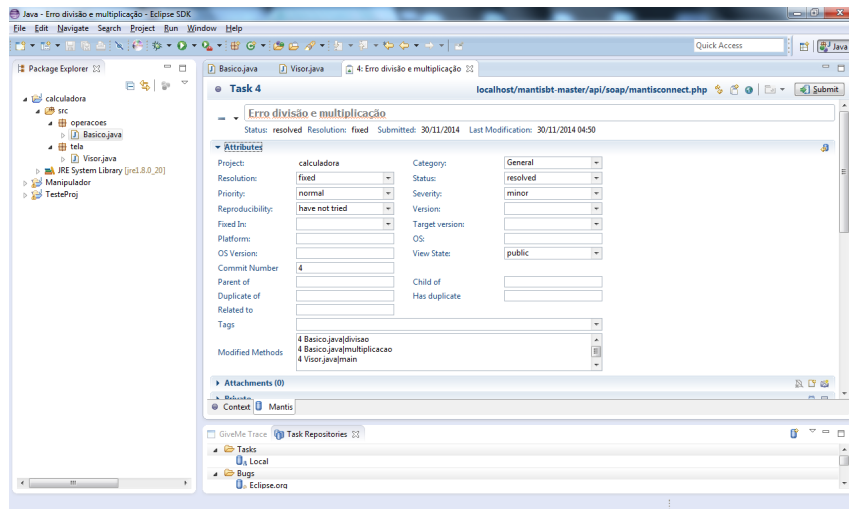 Java - Erro divisão e multiplicação - Eclipse SDK
File Edit Navigate Search Project Run Window Help
Quick Access
Java
Package Explorer
calculadora
src
operacoes
Basico.java
tela
Visor.java
JRE System Library [jre1.8.0_20]
Manipulador
TesteProj
Basico.java
Visor.java
4: Erro divisão e multiplicação
Task 4
localhost/mantisbt-master/api/soap/mantisconnect.php
Submit
Erro divisão e multiplicação
Status: resolved Resolution: fixed Submitted: 30/11/2014 Last Modification: 30/11/2014 04:50
Attributes
Project: calculadora Category: General
Resolution: fixed Status: resolved
Priority: normal Severity: minor
Reproducibility: have not tried Version:
Fixed In: Target version:
Platform: OS:
OS Version: View State: public
Commit Number 4
Parent of Child of
Duplicate of Has duplicate
Related to
Tags
Modified Methods
4 Basico.java|divisao
4 Basico.java|multiplicacao
4 Visor.java|main
Attachments (0)
Private
Context Mantis
GiveMe Trace Task Repositories
Tasks
Local
Bugs
Eclipse.org